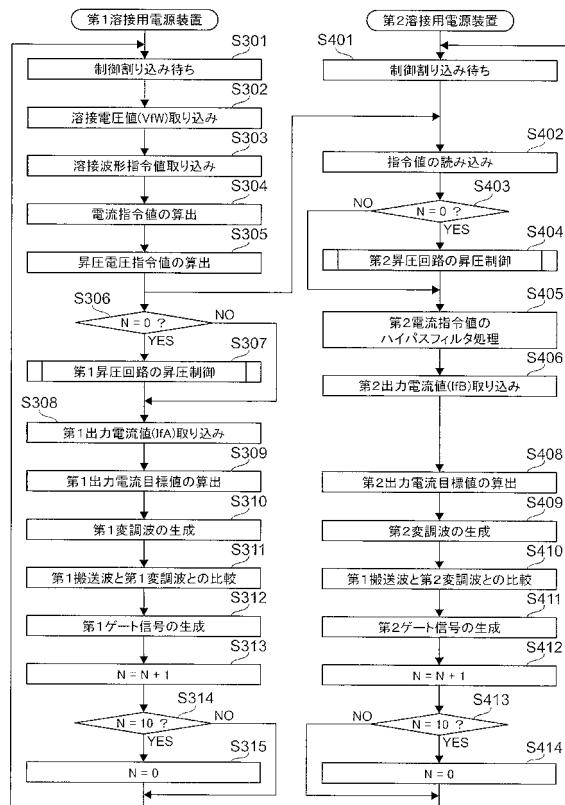 第1溶接用電源装置
S301
制御割り込み待ち
S302
溶接電圧値(VfW)取り込み
S303
溶接波形指令値取り込み
S304
電流指令値の算出
S305
昇圧電圧指令値の算出
S306
N = 0 ?
NO
YES
S307
第1昇圧回路の昇圧制御
S308
第1出力電流値(IfA)取り込み
S309
第1出力電流目標値の算出
S310
第1変調波の生成
S311
第1搬送波と第1変調波との比較
S312
第1ゲート信号の生成
S313
N = N + 1
S314
N = 10 ?
NO
YES
S315
N = 0
第2溶接用電源装置
S401
制御割り込み待ち
S402
指令値の読み込み
S403
NO
N = 0 ?
YES
S404
第2昇圧回路の昇圧制御
S405
第2電流指令値の
ハイパスフィルタ処理
S406
第2出力電流値(IfB)取り込み
S408
第2出力電流目標値の算出
S409
第2変調波の生成
S410
第1搬送波と第2変調波との比較
S411
第2ゲート信号の生成
S412
N = N + 1
S413
NO
N = 10 ?
YES
S414
N = 0